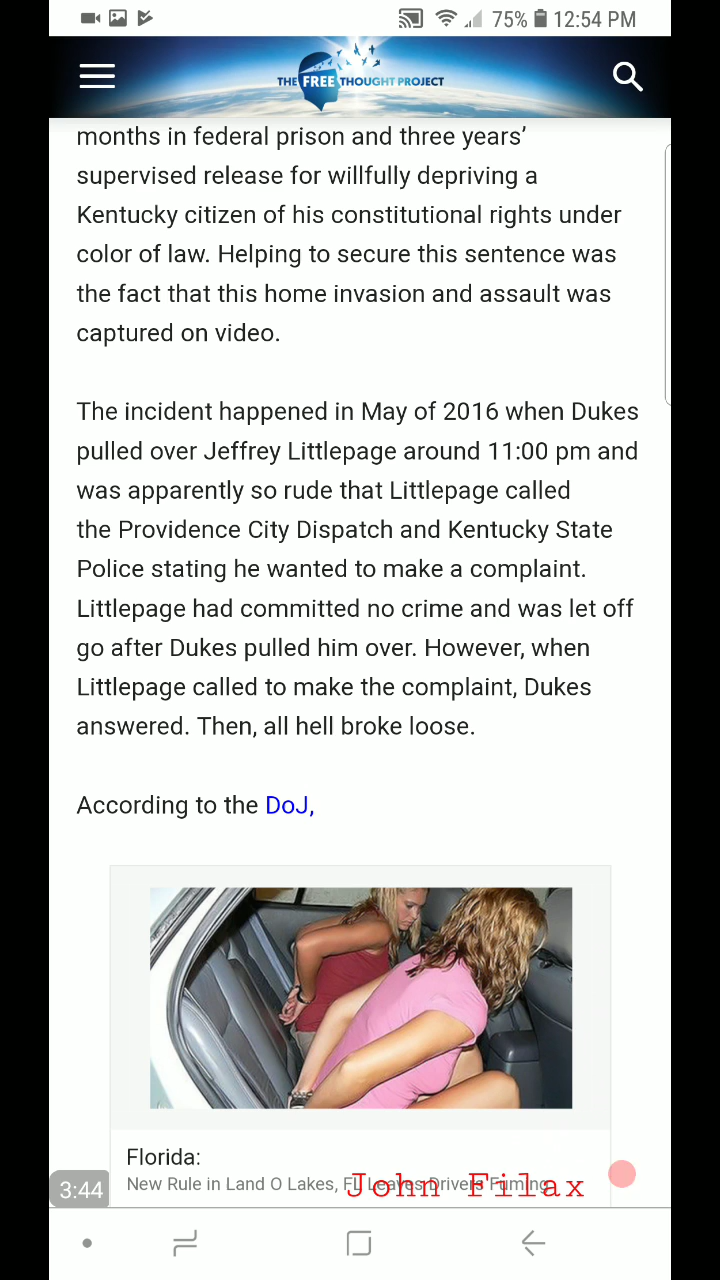 75% 12:54 PM
THE FREE THOUGHT PROJECT
months in federal prison and three years’
supervised release for willfully depriving a
Kentucky citizen of his constitutional rights under
color of law. Helping to secure this sentence was
the fact that this home invasion and assault was
captured on video.
The incident happened in May of 2016 when Dukes
pulled over Jeffrey Littlepage around 11:00 pm and
was apparently so rude that Littlepage called
the Providence City Dispatch and Kentucky State
Police stating he wanted to make a complaint.
Littlepage had committed no crime and was let off
go after Dukes pulled him over. However, when
Littlepage called to make the complaint, Dukes
answered. Then, all hell broke loose.
According to the DoJ,
Florida:
New Rule in Land O Lakes, FL Leaves Drivers Fuming
John Filax
3:44